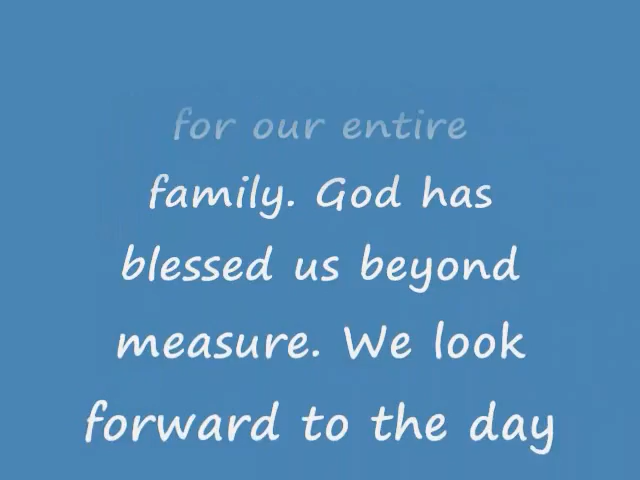 for our entire
family. God has
blessed us beyond
measure. We look
forward to the day